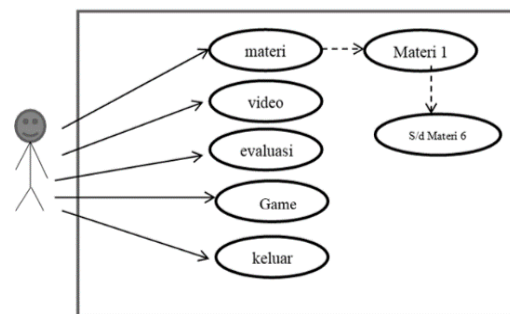 materi
Materi 1
video
S/d Materi 6
evaluasi
Game
keluar